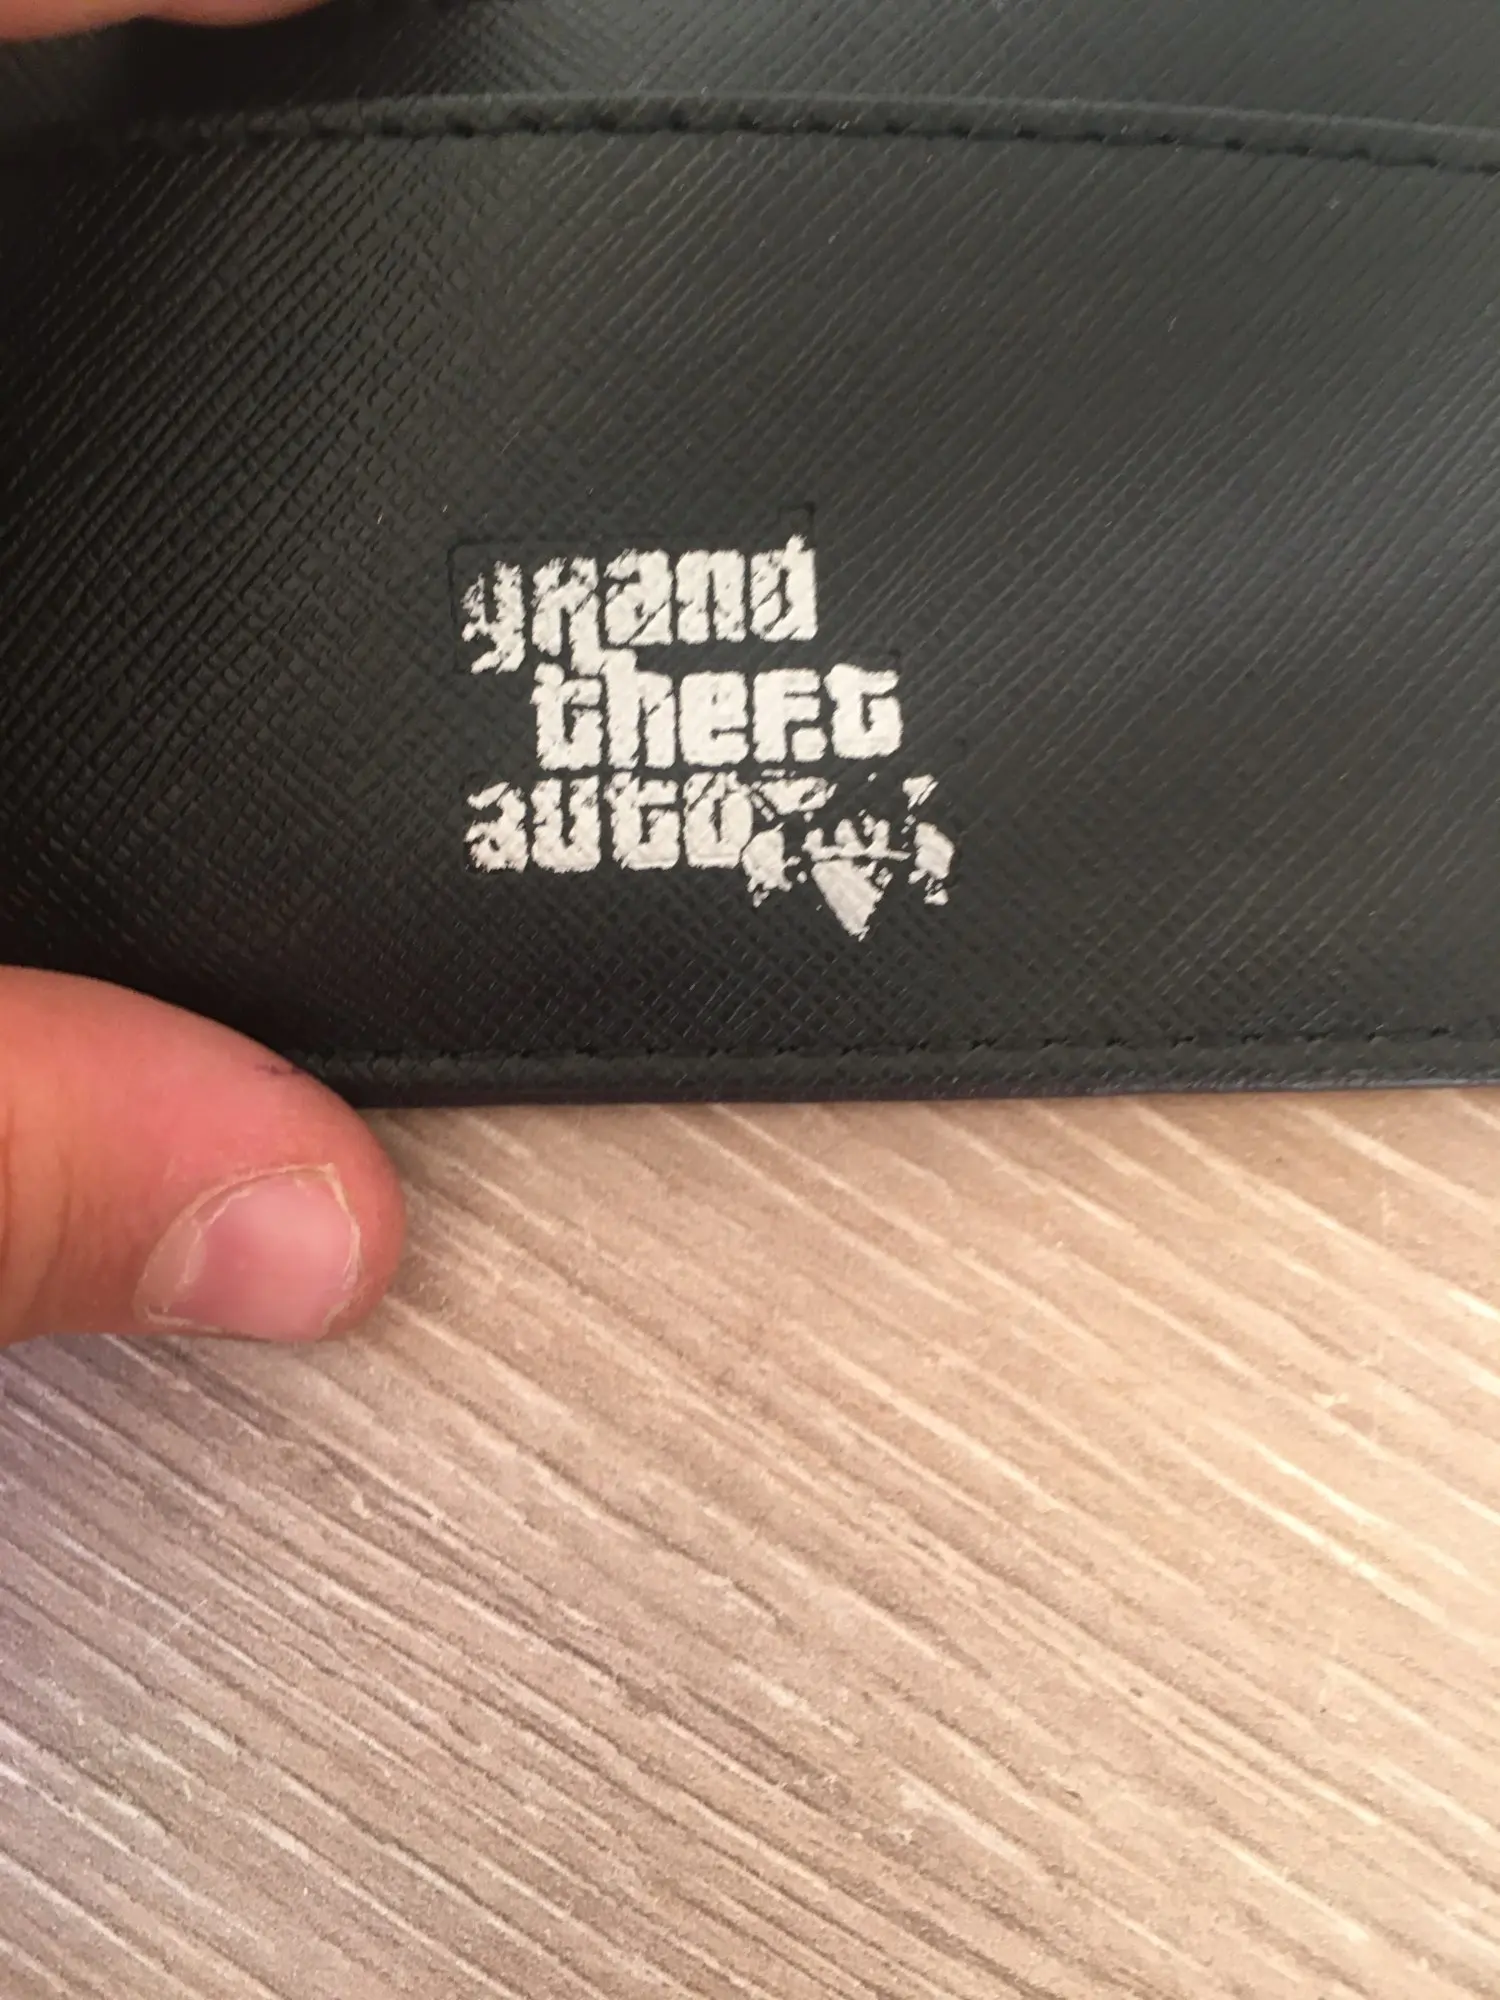 grand
theft
auto